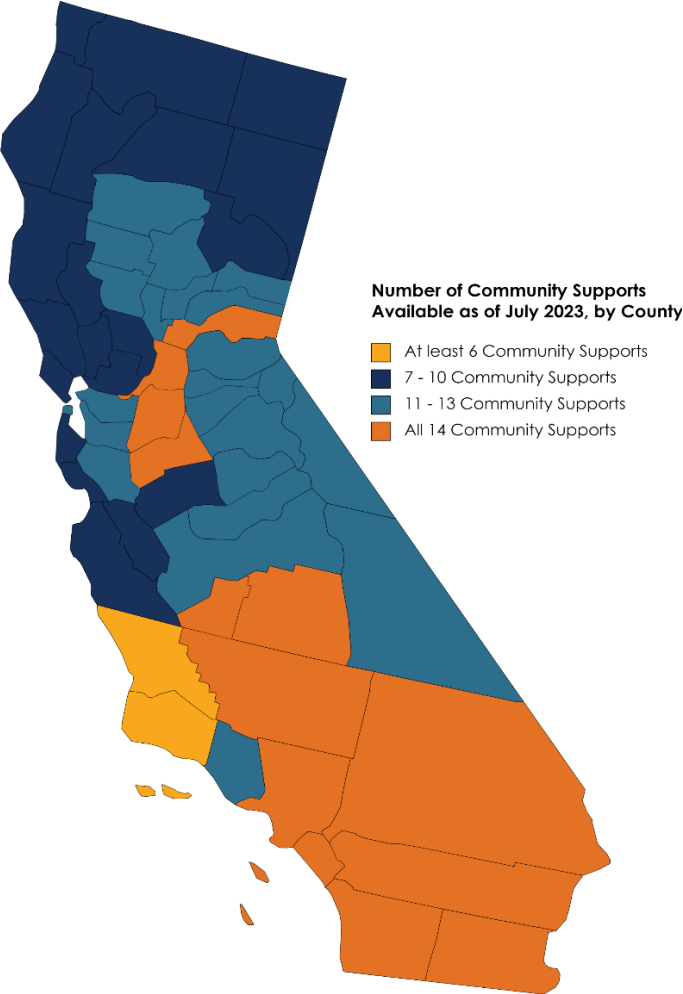 Number of Community Supports
Available as of July 2023, by County
At least 6 Community Supports
7 - 10 Community Supports
11 - 13 Community Supports
All 14 Community Supports